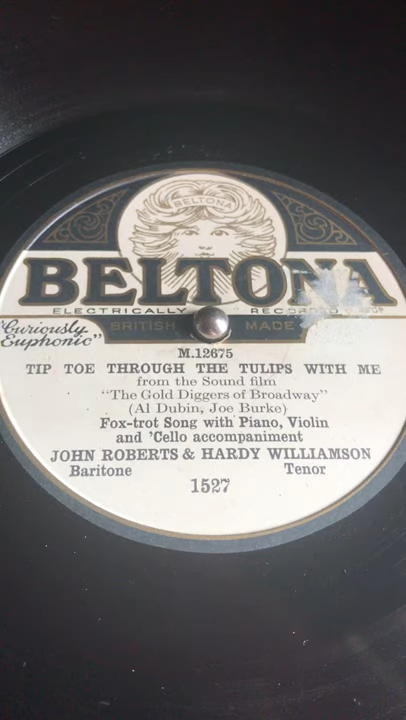 BELTONA
BELTONA
ELECTRICALLY RECORDED
"Curiously Euphonic"
BRITISH MADE
M.12675
TIP TOE THROUGH THE TULIPS WITH ME
from the Sound film
"The Gold Diggers of Broadway"
(Al Dubin, Joe Burke)
Fox-trot Song with Piano, Violin
and 'Cello accompaniment
JOHN ROBERTS & HARDY WILLIAMSON
Baritone Tenor
1527